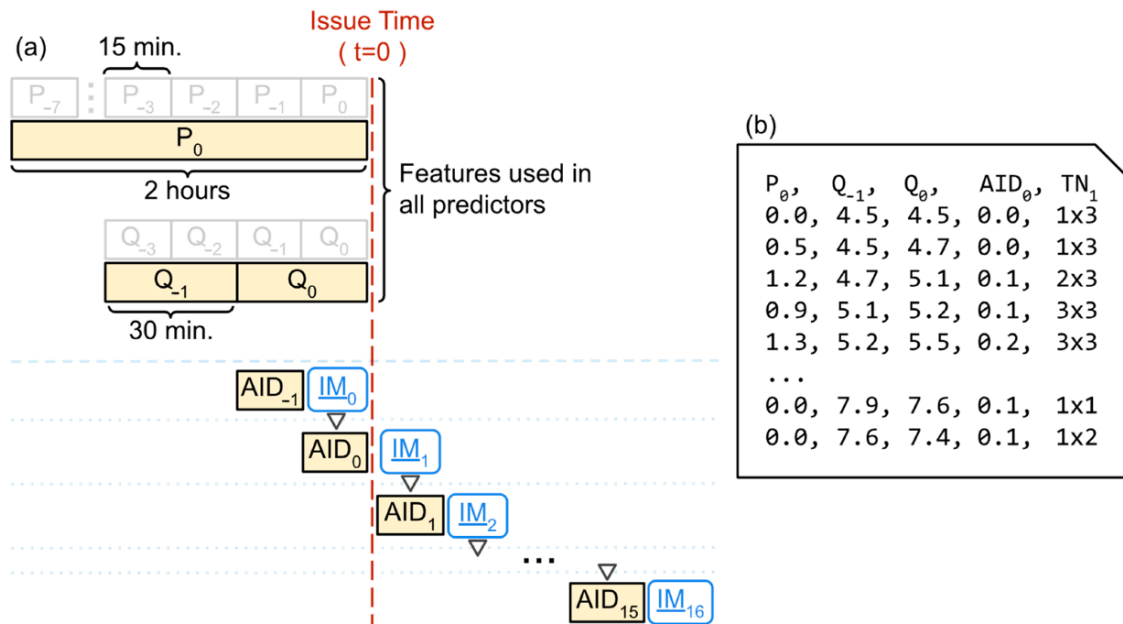 Issue Time
( t=0 )
(a)
15 min.
P₋₇ ⋮ P₋₃ P₋₂ P₋₁ P₀
P₀
2 hours
Features used in
all predictors
Q₋₃ Q₋₂ Q₋₁ Q₀
Q₋₁ Q₀
30 min.
AID₋₁ IM₀
AID₀ IM₁
AID₁ IM₂
...
AID₁₅ IM₁₆
(b)
P₀, Q₋₁, Q₀, AID₀, TN₁
0.0, 4.5, 4.5, 0.0, 1x3
0.5, 4.5, 4.7, 0.0, 1x3
1.2, 4.7, 5.1, 0.1, 2x3
0.9, 5.1, 5.2, 0.1, 3x3
1.3, 5.2, 5.5, 0.2, 3x3
...
0.0, 7.9, 7.6, 0.1, 1x1
0.0, 7.6, 7.4, 0.1, 1x2